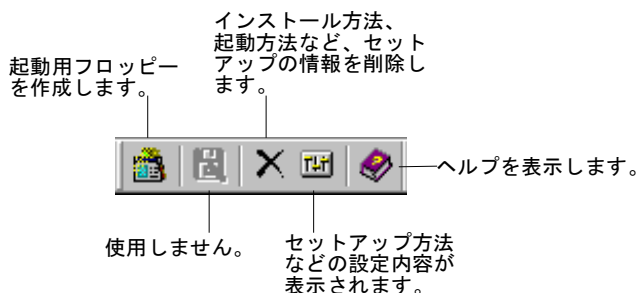 インストール方法、
起動方法など、セット
アップの情報を削除し
ます。
起動用フロッピー
を作成します。
ヘルプを表示します。
使用しません。
セットアップ方法
などの設定内容が
表示されます。